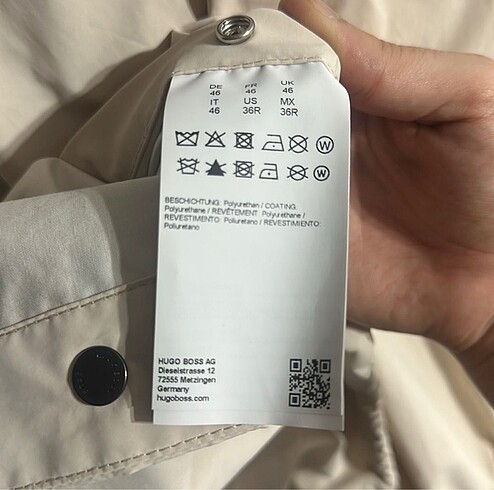 DE FR UK
46 46 46
IT US MX
46 36R 36R
W
W
BESCHICHTUNG: Polyurethan / COATING:
Polyurethane / REVÊTEMENT: Polyurethane /
REVESTIMENTO: Poliuretano / REVESTIMIENTO:
Poliuretano
HUGO BOSS AG
Dieselstrasse 12
72555 Metzingen
Germany
hugoboss.com